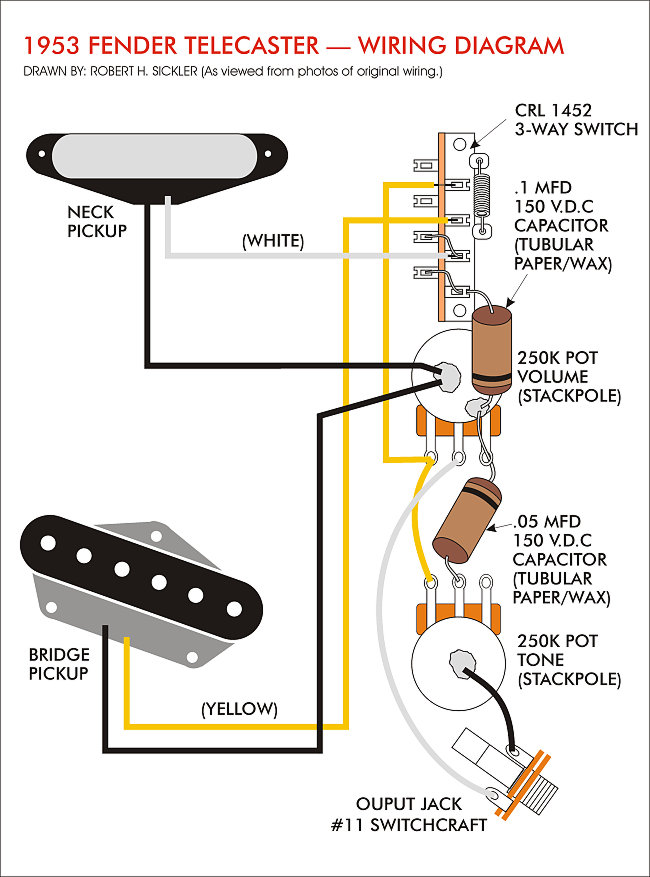 1953 FENDER TELECASTER — WIRING DIAGRAM
DRAWN BY: ROBERT H. SICKLER (As viewed from photos of original wiring.)
CRL 1452
3-WAY SWITCH
.1 MFD
150 V.D.C
CAPACITOR
(TUBULAR
PAPER/WAX)
NECK
PICKUP
(WHITE)
250K POT
VOLUME
(STACKPOLE)
.05 MFD
150 V.D.C
CAPACITOR
(TUBULAR
PAPER/WAX)
250K POT
TONE
(STACKPOLE)
BRIDGE
PICKUP
(YELLOW)
OUPUT JACK
#11 SWITCHCRAFT